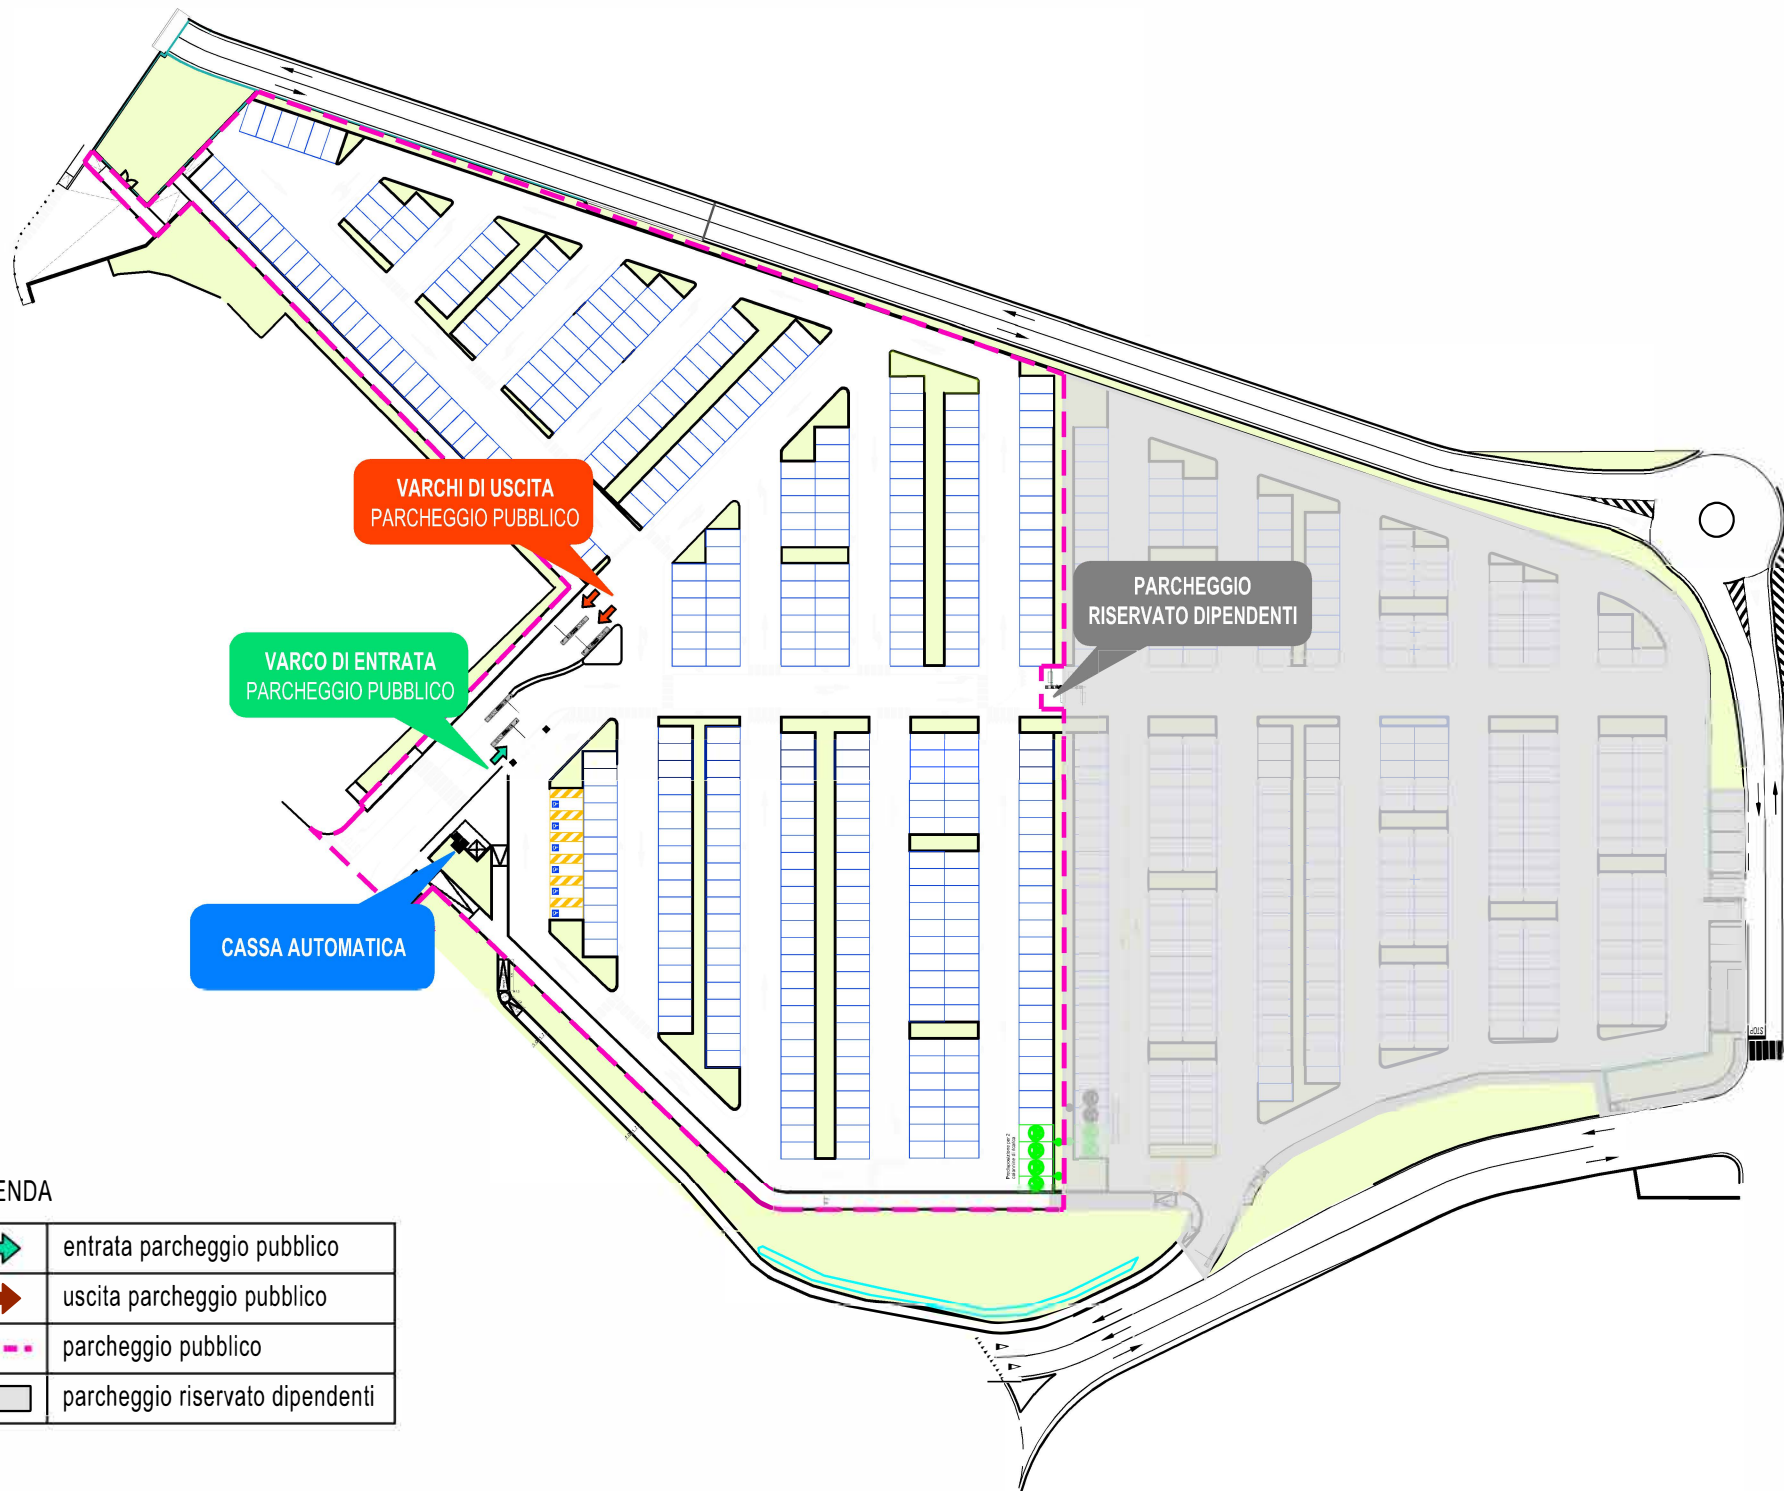 VARCHI DI USCITA
PARCHEGGIO PUBBLICO
PARCHEGGIO
RISERVATO DIPENDENTI
VARCO DI ENTRATA
PARCHEGGIO PUBBLICO
CASSA AUTOMATICA
STOP
ENDA
entrata parcheggio pubblico
uscita parcheggio pubblico
parcheggio pubblico
parcheggio riservato dipendenti